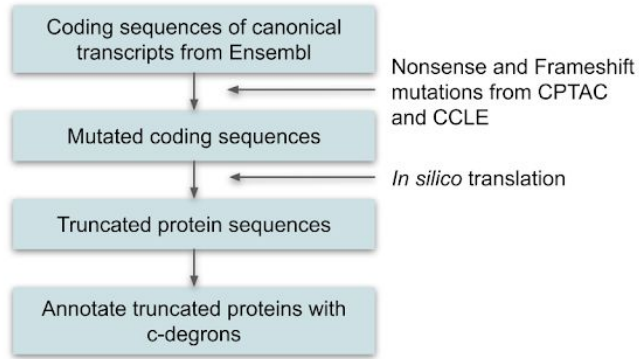 Coding sequences of canonical
transcripts from Ensembl
Nonsense and Frameshift
mutations from CPTAC
and CCLE
Mutated coding sequences
In silico translation
Truncated protein sequences
Annotate truncated proteins with
c-degrons